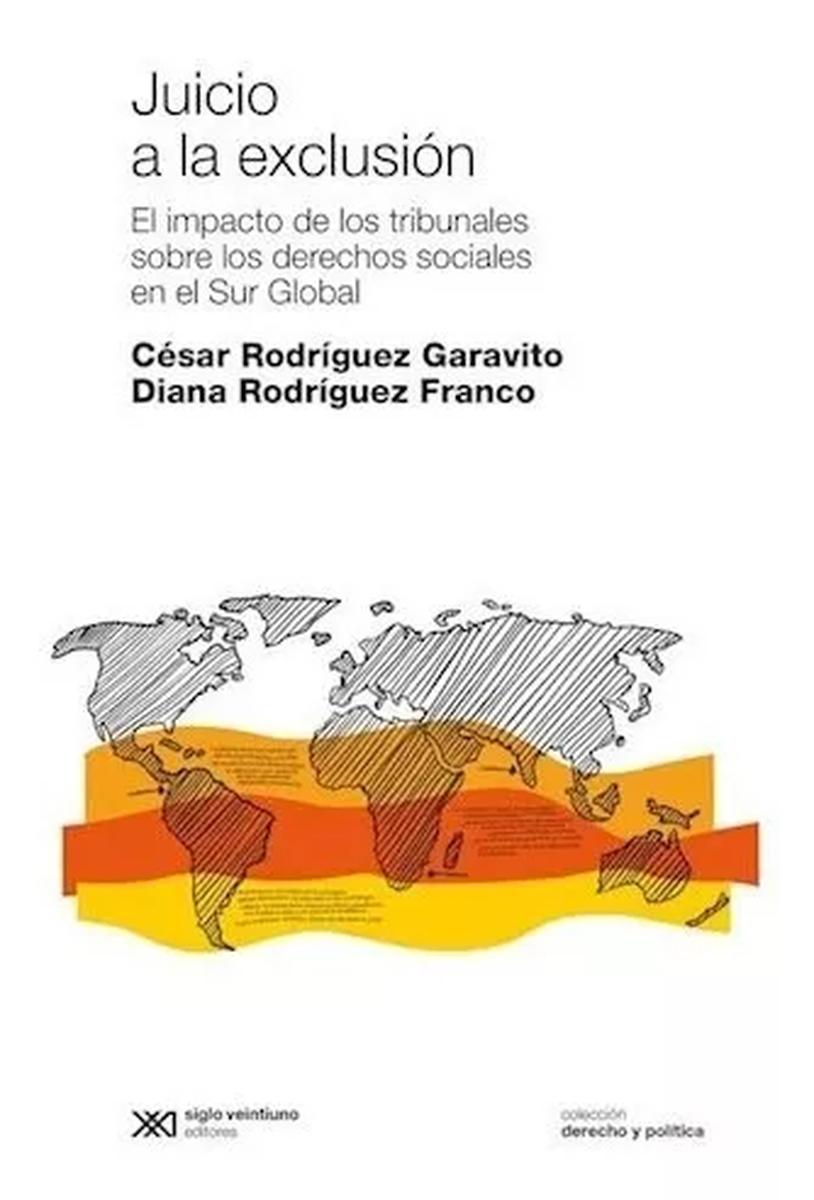 Juicio
a la exclusión
El impacto de los tribunales
sobre los derechos sociales
en el Sur Global
César Rodríguez Garavito
Diana Rodríguez Franco
siglo veintiuno
editores
colección
derecho y política